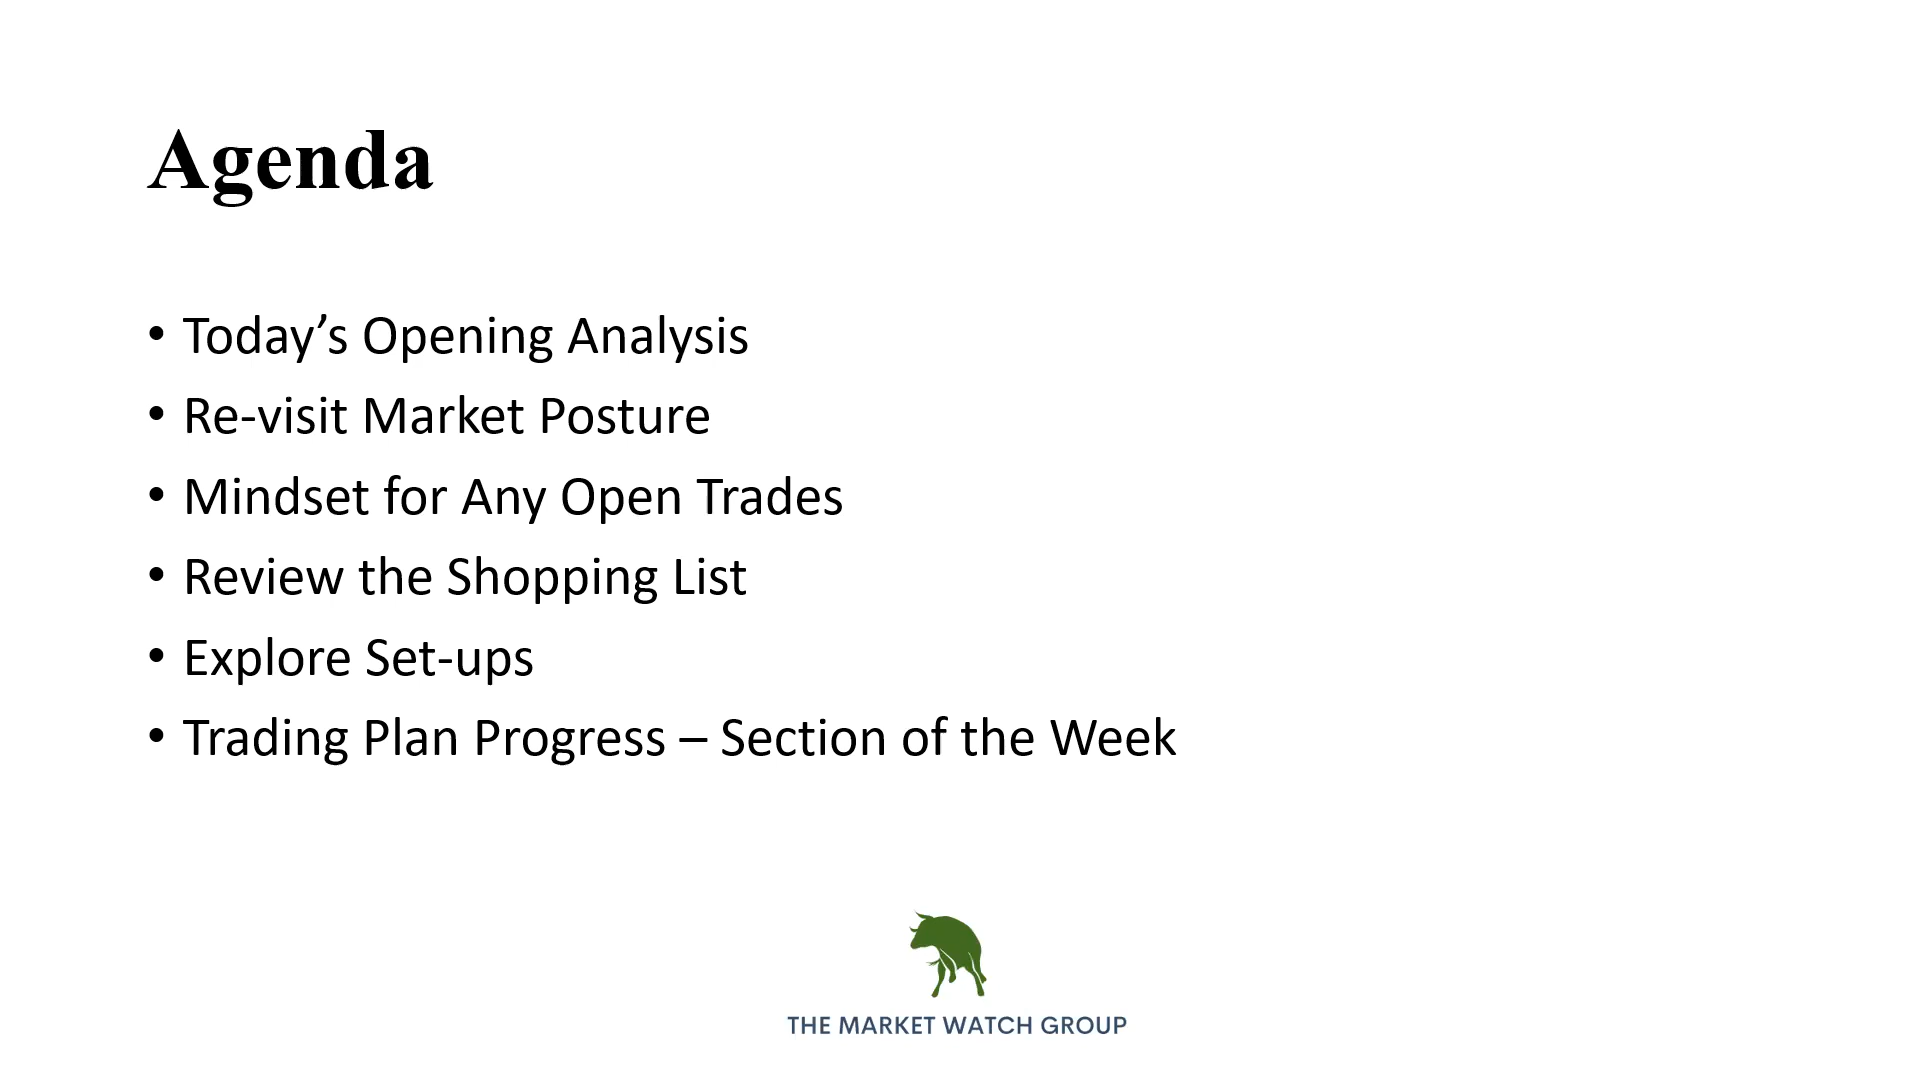 Agenda
• Today’s Opening Analysis
• Re-visit Market Posture
• Mindset for Any Open Trades
• Review the Shopping List
• Explore Set-ups
• Trading Plan Progress – Section of the Week
THE MARKET WATCH GROUP